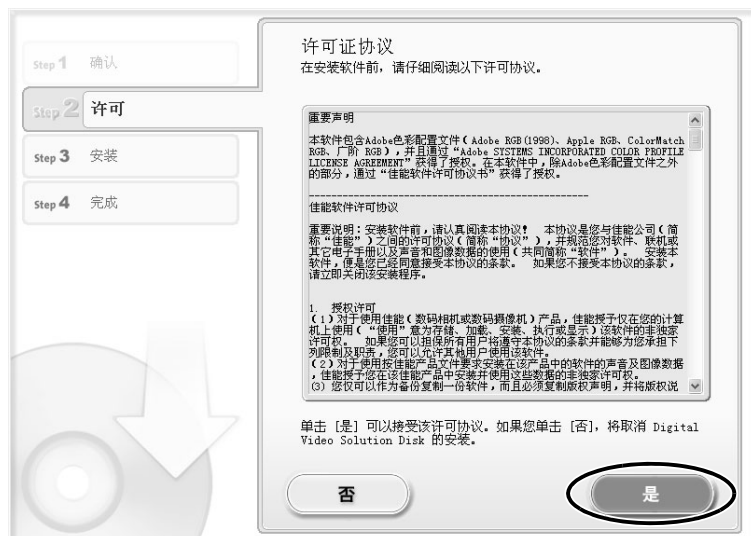 Step 1 确认
Step 2 许可
Step 3 安装
Step 4 完成
许可证协议
在安装软件前，请仔细阅读以下许可协议。
重要声明
本软件包含Adobe色彩配置文件（Adobe RGB(1998)、Apple RGB、ColorMatch
RGB、广阶 RGB），并且通过“Adobe SYSTEMS INCORPORATED COLOR PROFILE
LICENSE AGREEMENT”获得了授权。在本软件中，除Adobe色彩配置文件之外
的部分，通过“佳能软件许可协议书”获得了授权。
------------------------------------------------------
佳能软件许可协议
重要说明：安装软件前，请认真阅读本协议！ 本协议是您与佳能公司（简
称“佳能”）之间的许可协议（简称“协议”），并规范您对软件、联机或
其它电子手册以及声音和图像数据的使用（共同简称“软件”）。 安装本
软件，便是您已经同意接受本协议的条款。 如果您不接受本协议的条款，
请立即关闭该安装程序。
1. 授权许可
（1）对于使用佳能（数码相机或数码摄像机）产品，佳能授予仅在您的计算
机上使用（“使用”意为存储、加载、安装、执行或显示）该软件的非独家
许可权。 如果您可以担保所有用户将遵守本协议的条款并能够为您承担下
列限制及职责，您可以允许其他用户使用该软件。
（2）对于使用按佳能产品文件要求安装在该产品中的软件的声音及图像数据
，佳能授予您在该佳能产品中安装并使用这些数据的非独家许可权。
(3) 您仅可以作为备份复制一份软件，而且必须复制版权声明，并将版权说
单击 [是] 可以接受该许可协议。如果您单击 [否]，将取消 Digital
Video Solution Disk 的安装。
否
是